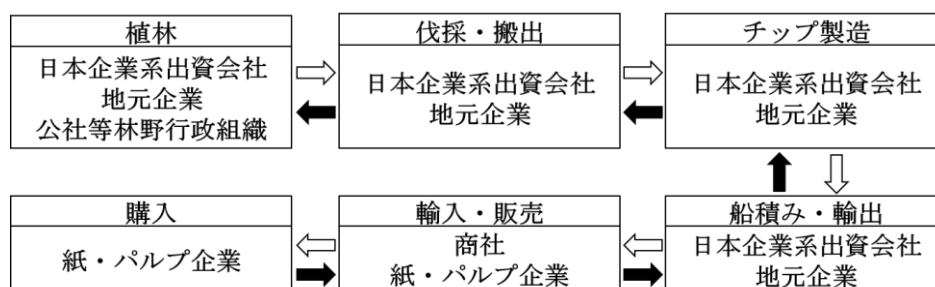 植林
日本企業系出資会社
地元企業
公社等林野行政組織
伐採・搬出
日本企業系出資会社
地元企業
チップ製造
日本企業系出資会社
地元企業
購入
紙・パルプ企業
輸入・販売
商社
紙・パルプ企業
船積み・輸出
日本企業系出資会社
地元企業